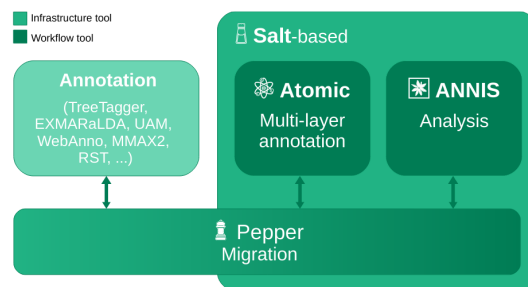 Infrastructure tool
Workflow tool
Salt-based
Annotation
(TreeTagger,
EXMARaLDA, UAM,
WebAnno, MMAX2,
RST, ...)
Atomic
Multi-layer
annotation
ANNIS
Analysis
Pepper
Migration